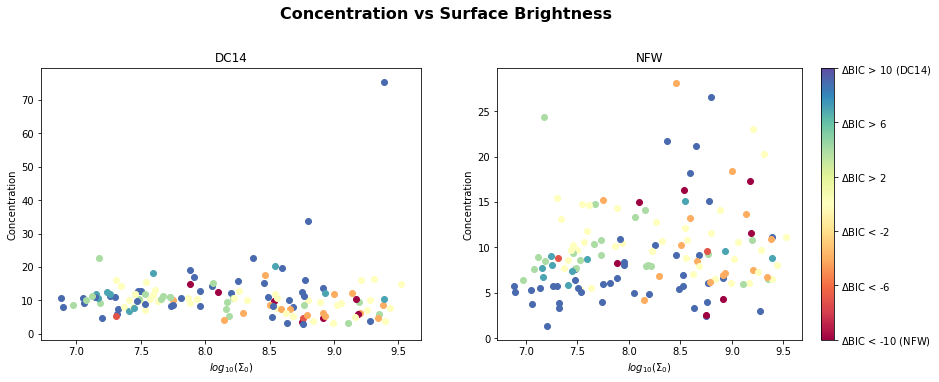 Concentration vs Surface Brightness
DC14
Concentration
70
60
50
40
30
20
10
0
7.0 7.5 8.0 8.5 9.0 9.5
log10(Σ0)
NFW
Concentration
25
20
15
10
5
0
7.0 7.5 8.0 8.5 9.0 9.5
log10(Σ0)
ΔBIC > 10 (DC14)
ΔBIC > 6
ΔBIC > 2
ΔBIC < -2
ΔBIC < -6
ΔBIC < -10 (NFW)